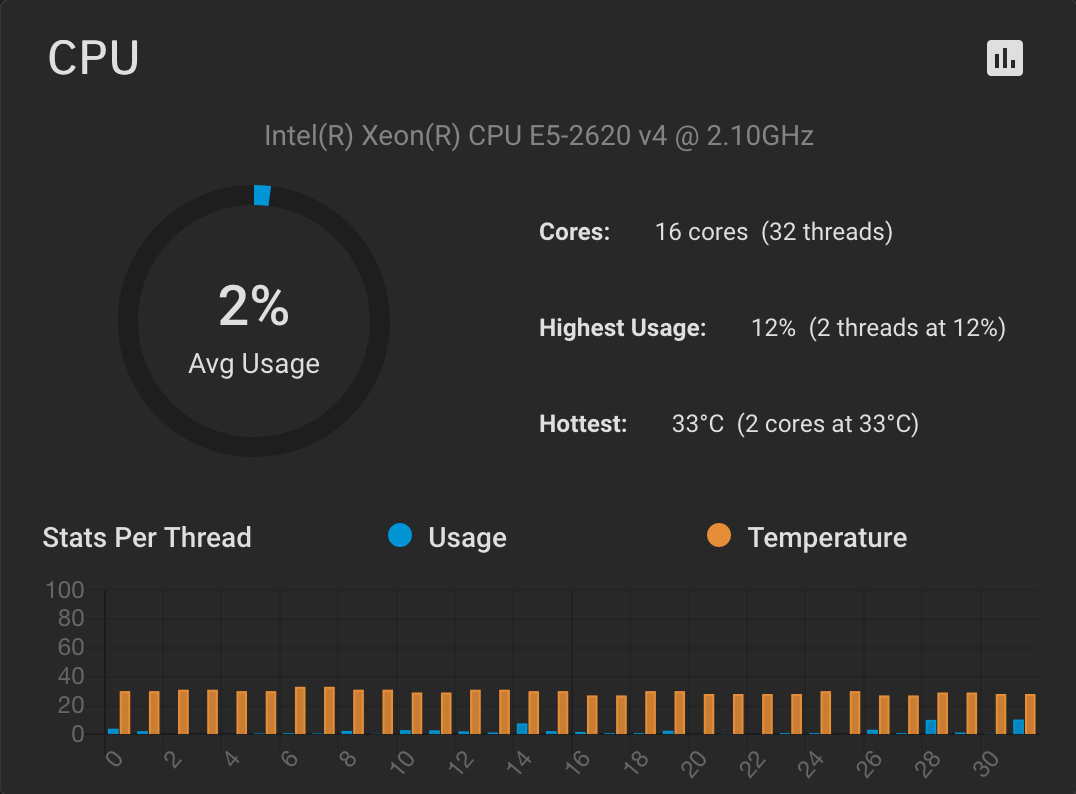 CPU
Intel(R) Xeon(R) CPU E5-2620 v4 @ 2.10GHz
2%
Avg Usage
Cores: 16 cores (32 threads)
Highest Usage: 12% (2 threads at 12%)
Hottest: 33°C (2 cores at 33°C)
Stats Per Thread Usage Temperature
100
80
60
40
20
0
0 2 4 6 8 10 12 14 16 18 20 22 24 26 28 30